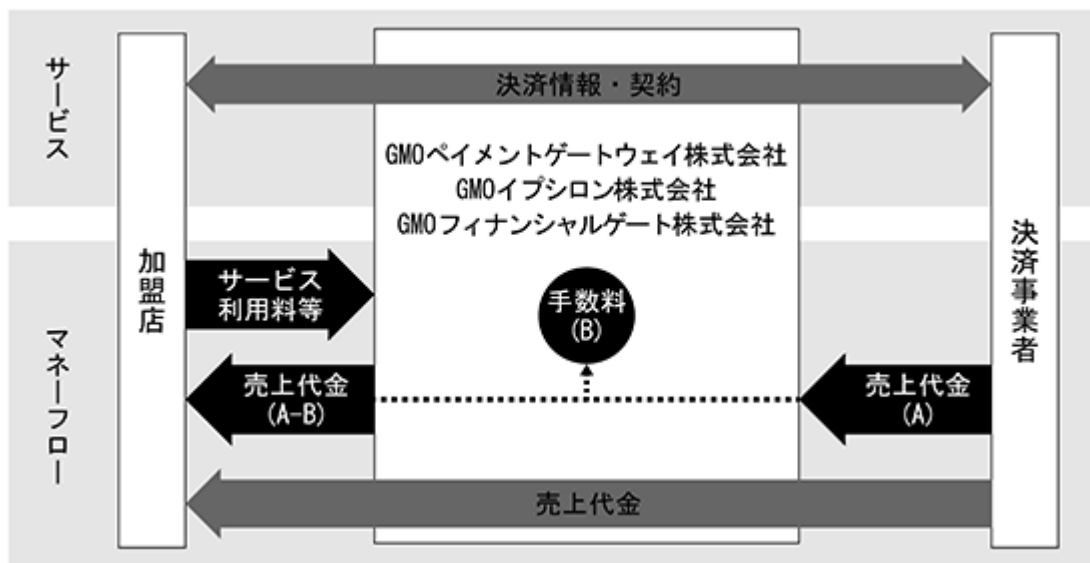 サービス
決済情報・契約
GMOペイメントゲートウェイ株式会社
GMOイプシロン株式会社
GMOフィナンシャルゲート株式会社
加盟店
決済事業者
マネーフロー
サービス
利用料等
手数料
(B)
売上代金
(A-B)
売上代金
(A)
売上代金